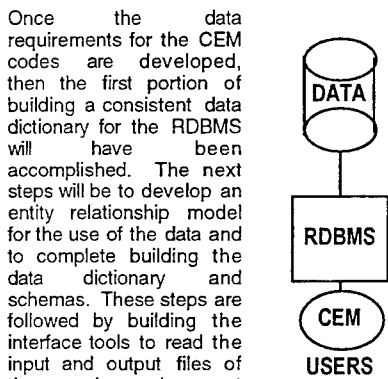 Once the data
requirements for the CEM
codes are developed,
then the first portion of
building a consistent data
dictionary for the RDBMS
will have been
accomplished. The next
steps will be to develop an
entity relationship model
for the use of the data and
to complete building the
data dictionary and
schemas. These steps are
followed by building the
interface tools to read the
input and output files of
DATA
RDBMS
CEM
USERS